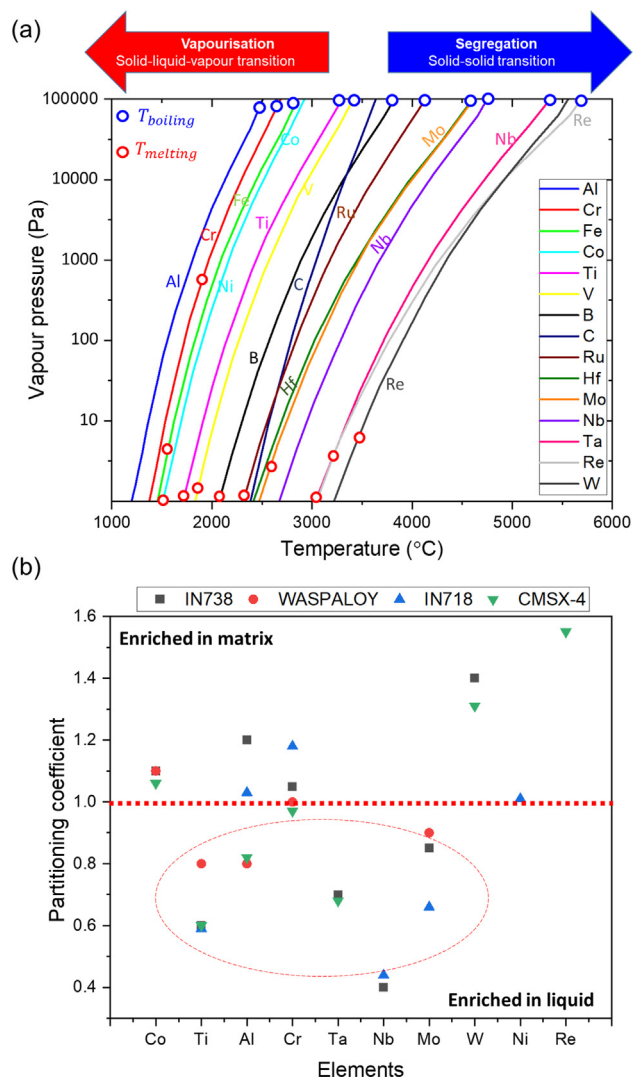 (a)
Vapourisation
Solid-liquid-vapour transition
Segregation
Solid-solid transition
100000
10000
1000
100
10
Vapour pressure (Pa)
T_boiling
T_melting
Al
Cr
Fe
Co
Ni
Ti
V
B
C
Ru
Hf
Mo
Nb
Nb
Re
Re
Al
Cr
Fe
Co
Ti
V
B
C
Ru
Hf
Mo
Nb
Ta
Re
W
1000 2000 3000 4000 5000 6000
Temperature (°C)
(b)
IN738 WASPALOY IN718 CMSX-4
Enriched in matrix
1.6
1.4
1.2
1.0
0.8
0.6
0.4
Partitioning coefficient
Enriched in liquid
Co Ti Al Cr Ta Nb Mo W Ni Re
Elements